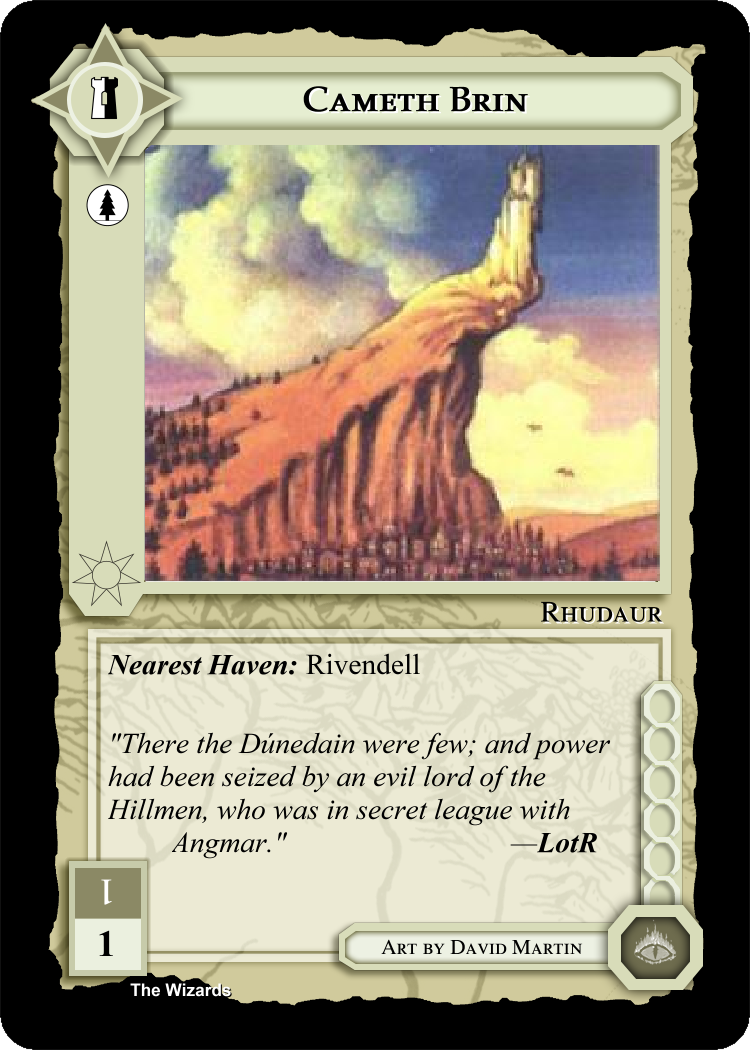 Cameth Brin
Rhudaur
Nearest Haven: Rivendell
"There the Dúnedain were few; and power
had been seized by an evil lord of the
Hillmen, who was in secret league with
Angmar." —LotR
1
1
Art by David Martin
The Wizards